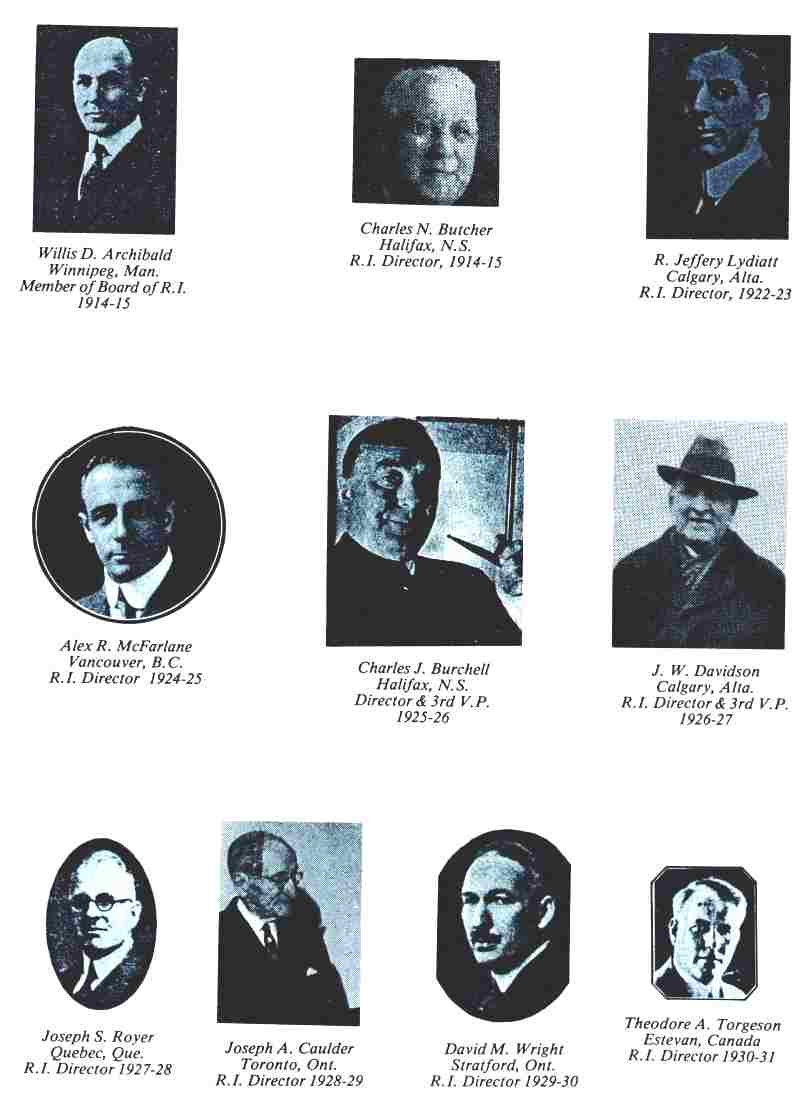 Willis D. Archibald
Winnipeg, Man.
Member of Board of R.I.
1914-15
Charles N. Butcher
Halifax, N.S.
R.I. Director, 1914-15
R. Jeffery Lydiatt
Calgary, Alta.
R.I. Director, 1922-23
Alex R. McFarlane
Vancouver, B.C.
R.I. Director 1924-25
Charles J. Burchell
Halifax, N.S.
Director & 3rd V.P.
1925-26
J. W. Davidson
Calgary, Alta.
R.I. Director & 3rd V.P.
1926-27
Joseph S. Royer
Quebec, Que.
R.I. Director 1927-28
Joseph A. Caulder
Toronto, Ont.
R.I. Director 1928-29
David M. Wright
Stratford, Ont.
R.I. Director 1929-30
Theodore A. Torgeson
Estevan, Canada
R.I. Director 1930-31